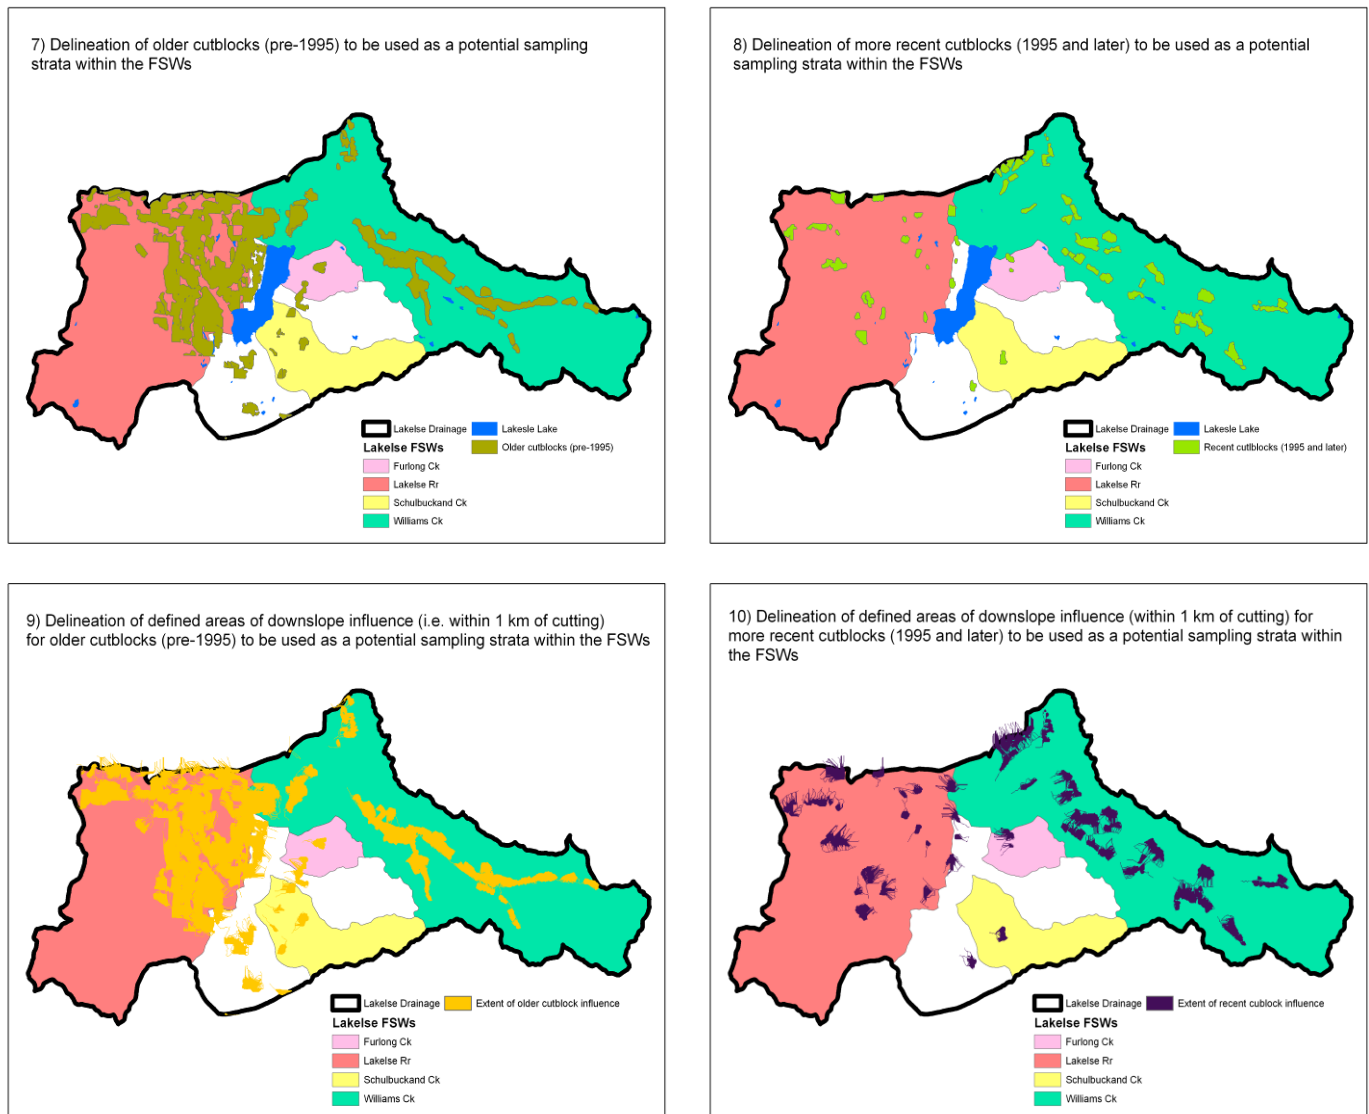 7) Delineation of older cutblocks (pre-1995) to be used as a potential sampling
strata within the FSWs
Lakelse Drainage
Lakesle Lake
Lakelse FSWs
Older cutblocks (pre-1995)
Furlong Ck
Lakelse Rr
Schulbuckand Ck
Williams Ck
8) Delineation of more recent cutblocks (1995 and later) to be used as a potential
sampling strata within the FSWs
Lakelse Drainage
Lakesle Lake
Lakelse FSWs
Recent cutblocks (1995 and later)
Furlong Ck
Lakelse Rr
Schulbuckand Ck
Williams Ck
9) Delineation of defined areas of downslope influence (i.e. within 1 km of cutting)
for older cutblocks (pre-1995) to be used as a potential sampling strata within the FSWs
Lakelse Drainage
Extent of older cutblock influence
Lakelse FSWs
Furlong Ck
Lakelse Rr
Schulbuckand Ck
Williams Ck
10) Delineation of defined areas of downslope influence (within 1 km of cutting) for
more recent cutblocks (1995 and later) to be used as a potential sampling strata within
the FSWs
Lakelse Drainage
Extent of recent cublock influence
Lakelse FSWs
Furlong Ck
Lakelse Rr
Schulbuckand Ck
Williams Ck